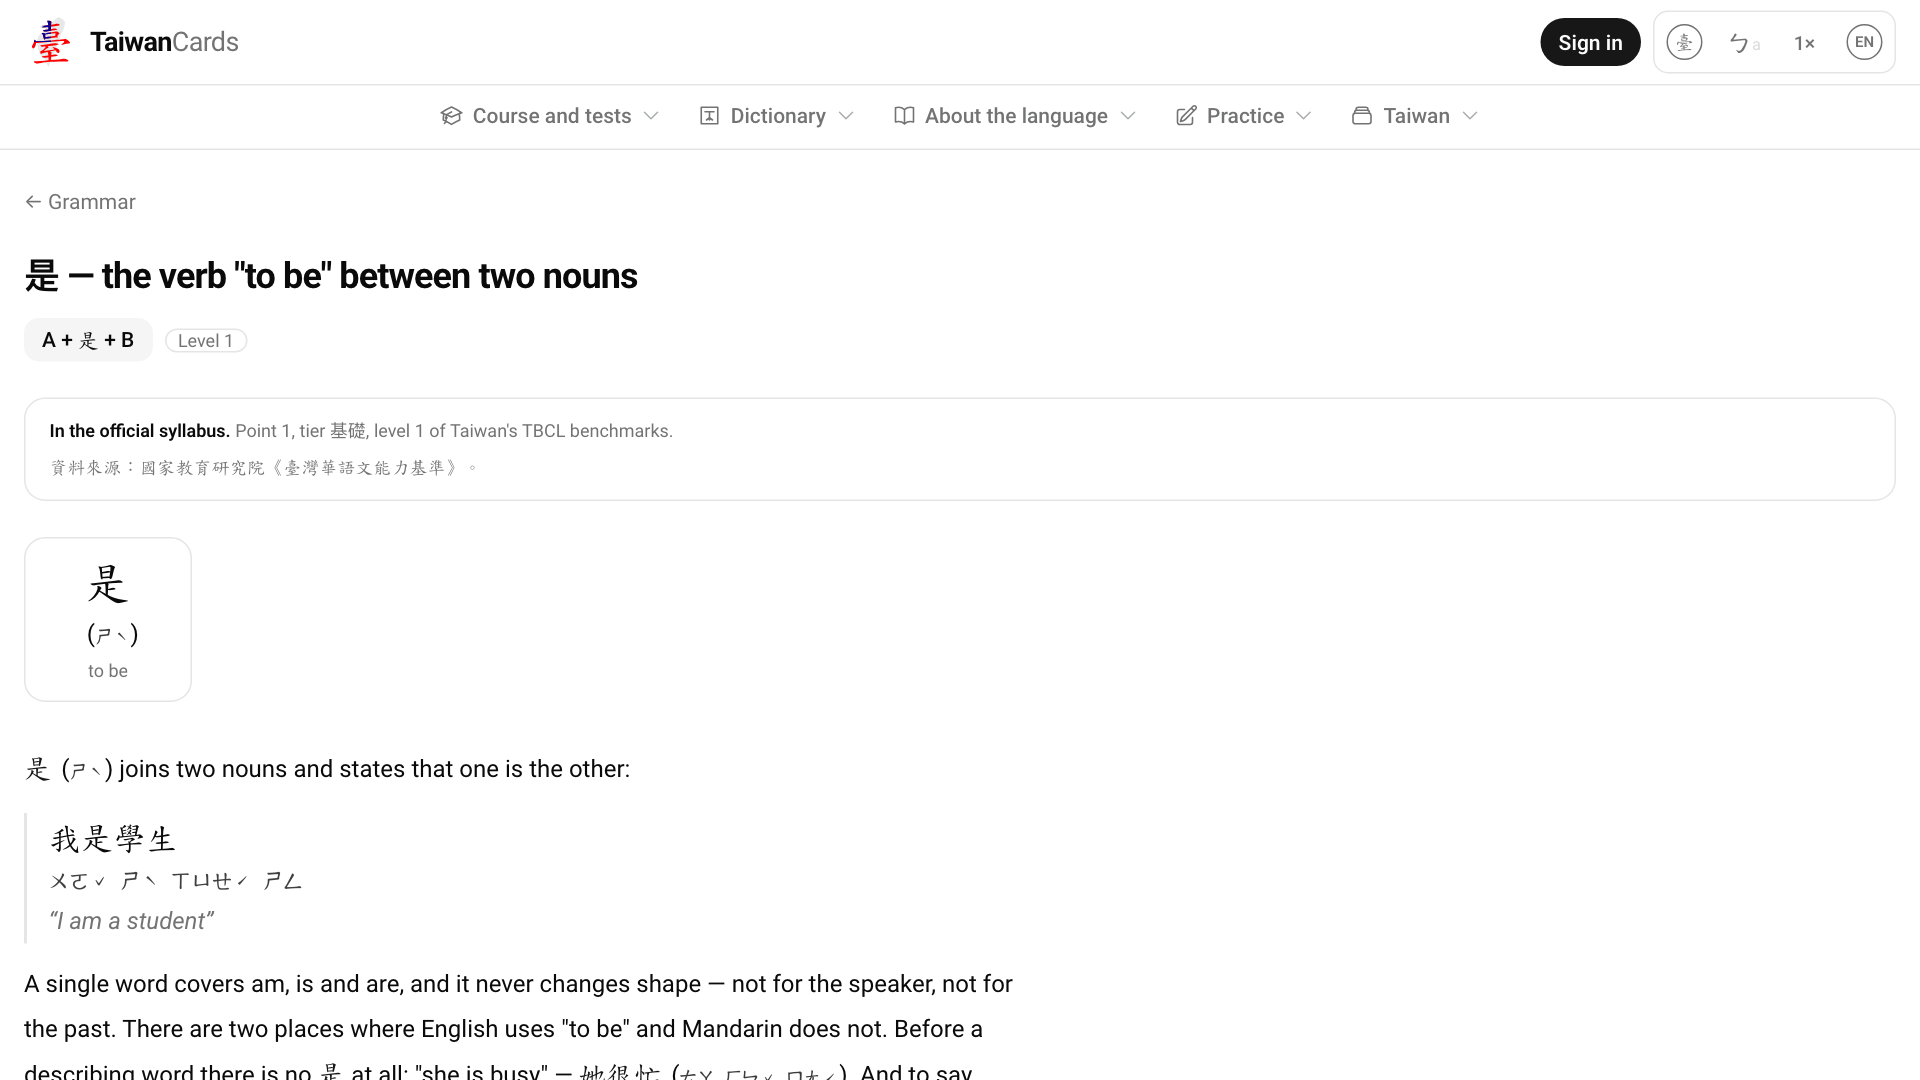 臺 TaiwanCards
Sign in
臺
ㄅa
1×
EN
Course and tests
Dictionary
About the language
Practice
Taiwan
← Grammar
是 — the verb "to be" between two nouns
A + 是 + B
Level 1
In the official syllabus. Point 1, tier 基礎, level 1 of Taiwan's TBCL benchmarks.
資料來源：國家教育研究院《臺灣華語文能力基準》。
是
(ㄕˋ)
to be
是 (ㄕˋ) joins two nouns and states that one is the other:
我是學生
ㄨㄛˇ ㄕˋ ㄒㄩㄝˊ ㄕㄥ
“I am a student”
A single word covers am, is and are, and it never changes shape — not for the speaker, not for
the past. There are two places where English uses "to be" and Mandarin does not. Before a
describing word there is no 是 at all: "she is busy" — 她很忙 (ㄊㄚ ㄏㄣˇ ㄇㄤˊ). And to say